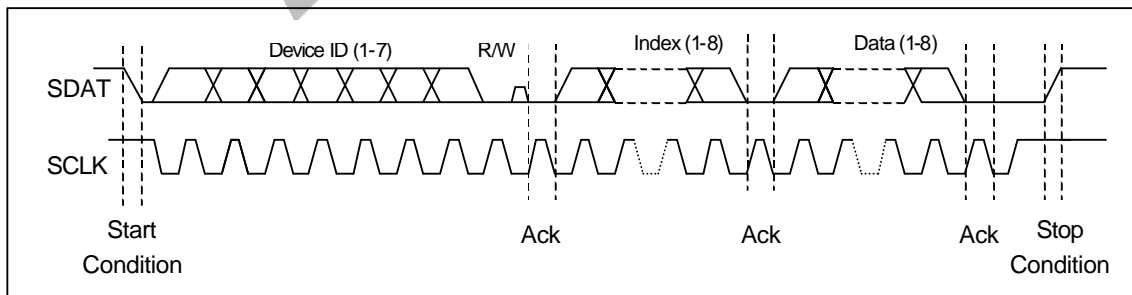 Device ID (1-7) R/W Index (1-8) Data (1-8)
SDAT
SCLK
Start Condition
Ack
Ack
Ack
Stop Condition